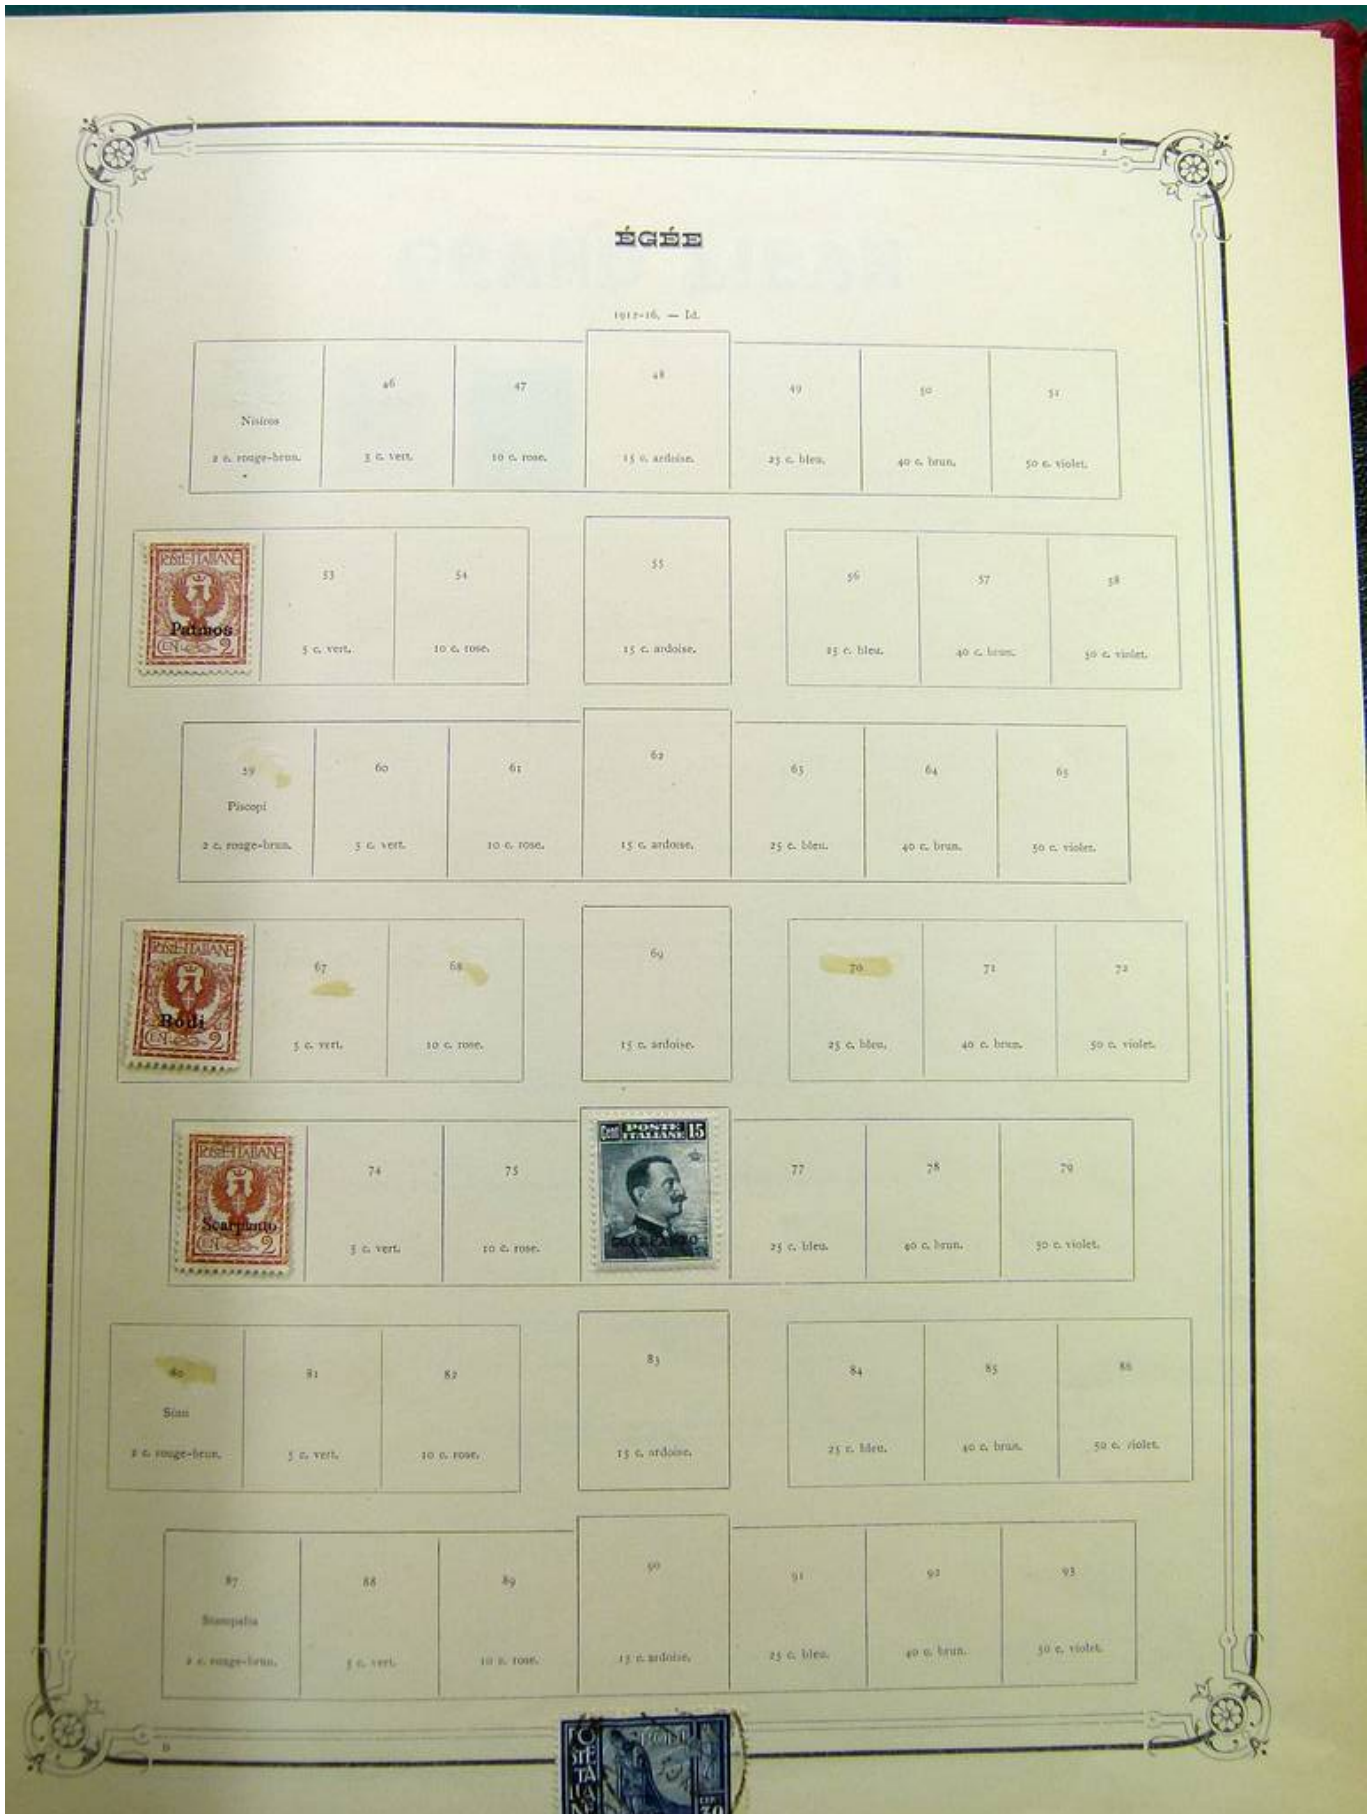 ÉGÉE
1912-16. — Id.
46 47 48 49 50 51
Nisiros
2 c. rouge-brun. 5 c. vert. 10 c. rose. 15 c. ardoise. 25 c. bleu. 40 c. brun. 50 c. violet.
POSTE·ITALIANE
Patmos
CEN 2
53 54 55 56 57 58
5 c. vert. 10 c. rose. 15 c. ardoise. 25 c. bleu. 40 c. brun. 50 c. violet.
59 60 61 62 63 64 65
Piscopi
2 c. rouge-brun. 5 c. vert. 10 c. rose. 15 c. ardoise. 25 c. bleu. 40 c. brun. 50 c. violet.
POSTE·ITALIANE
Rodi
CEN 2
67 68 69 70 71 72
5 c. vert. 10 c. rose. 15 c. ardoise. 25 c. bleu. 40 c. brun. 50 c. violet.
POSTE·ITALIANE
Scarpanto
CEN 2
74 75
5 c. vert. 10 c. rose.
Cent POSTE ITALIANE 15
77 78 79
25 c. bleu. 40 c. brun. 50 c. violet.
80 81 82 83 84 85 86
2 c. rouge-brun. 5 c. vert. 10 c. rose. 15 c. ardoise. 25 c. bleu. 40 c. brun. 50 c. violet.
87 88 89 90 91 92 93
Stampalia
2 c. rouge-brun. 5 c. vert. 10 c. rose. 15 c. ardoise. 25 c. bleu. 40 c. brun. 50 c. violet.
30